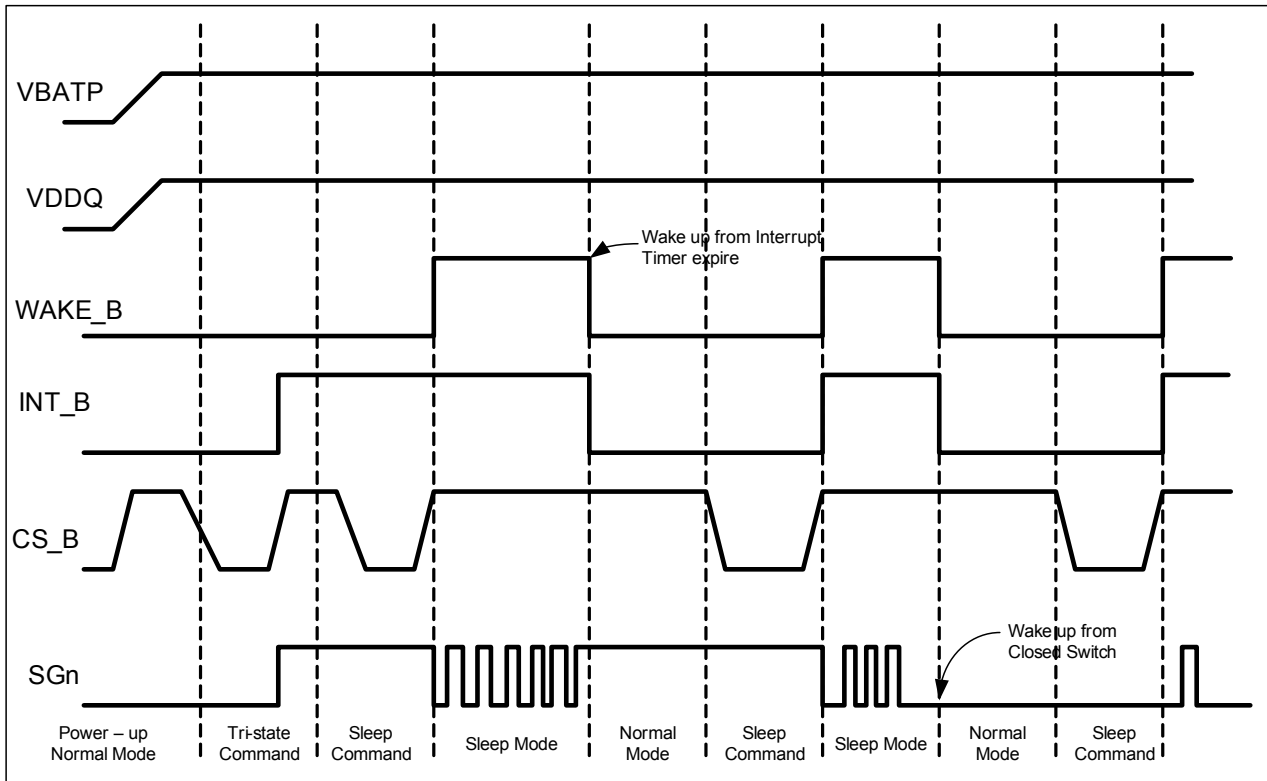 VBATP
VDDQ
Wake up from Interrupt
Timer expire
WAKE_B
INT_B
CS_B
Wake up from
Closed Switch
SGn
Power – up
Normal Mode
Tri-state
Command
Sleep
Command
Sleep Mode
Normal
Mode
Sleep
Command
Sleep Mode
Normal
Mode
Sleep
Command